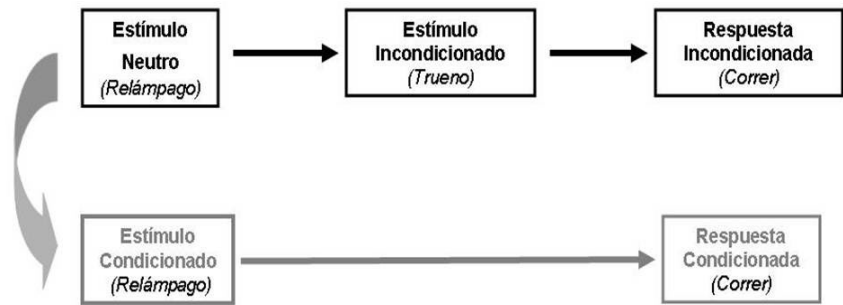 Estímulo
Neutro
(Relámpago)
Estímulo
Incondicionado
(Trueno)
Respuesta
Incondicionada
(Correr)
Estímulo
Condicionado
(Relámpago)
Respuesta
Condicionada
(Correr)